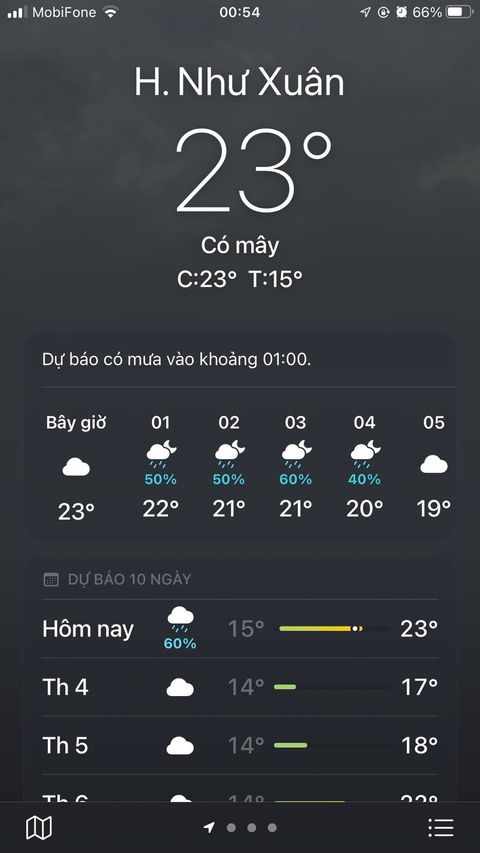 MobiFone 00:54 66%
H. Như Xuân
23°
Có mây
C:23° T:15°
Dự báo có mưa vào khoảng 01:00.
Bây giờ 01 02 03 04 05
50% 50% 60% 40%
23° 22° 21° 21° 20° 19°
DỰ BÁO 10 NGÀY
Hôm nay 60% 15° 23°
Th 4 14° 17°
Th 5 14° 18°
Th 6 14° 22°